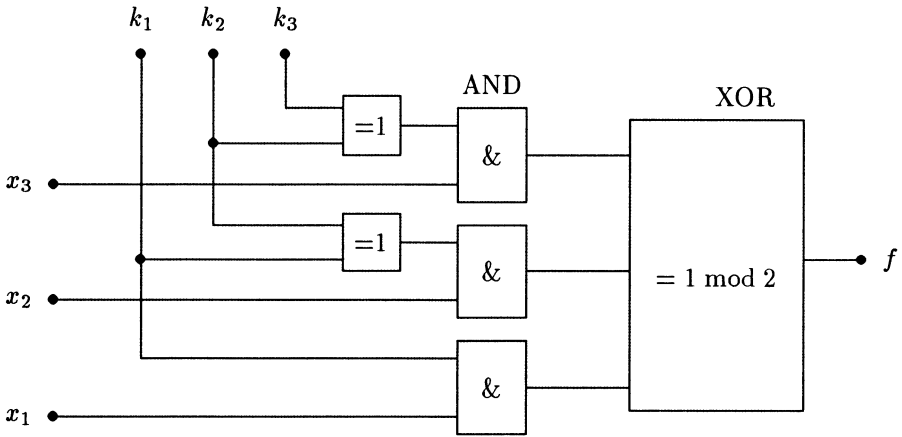 k₁ k₂ k₃
AND
XOR
=1
&
x₃
=1
&
= 1 mod 2
f
x₂
&
x₁